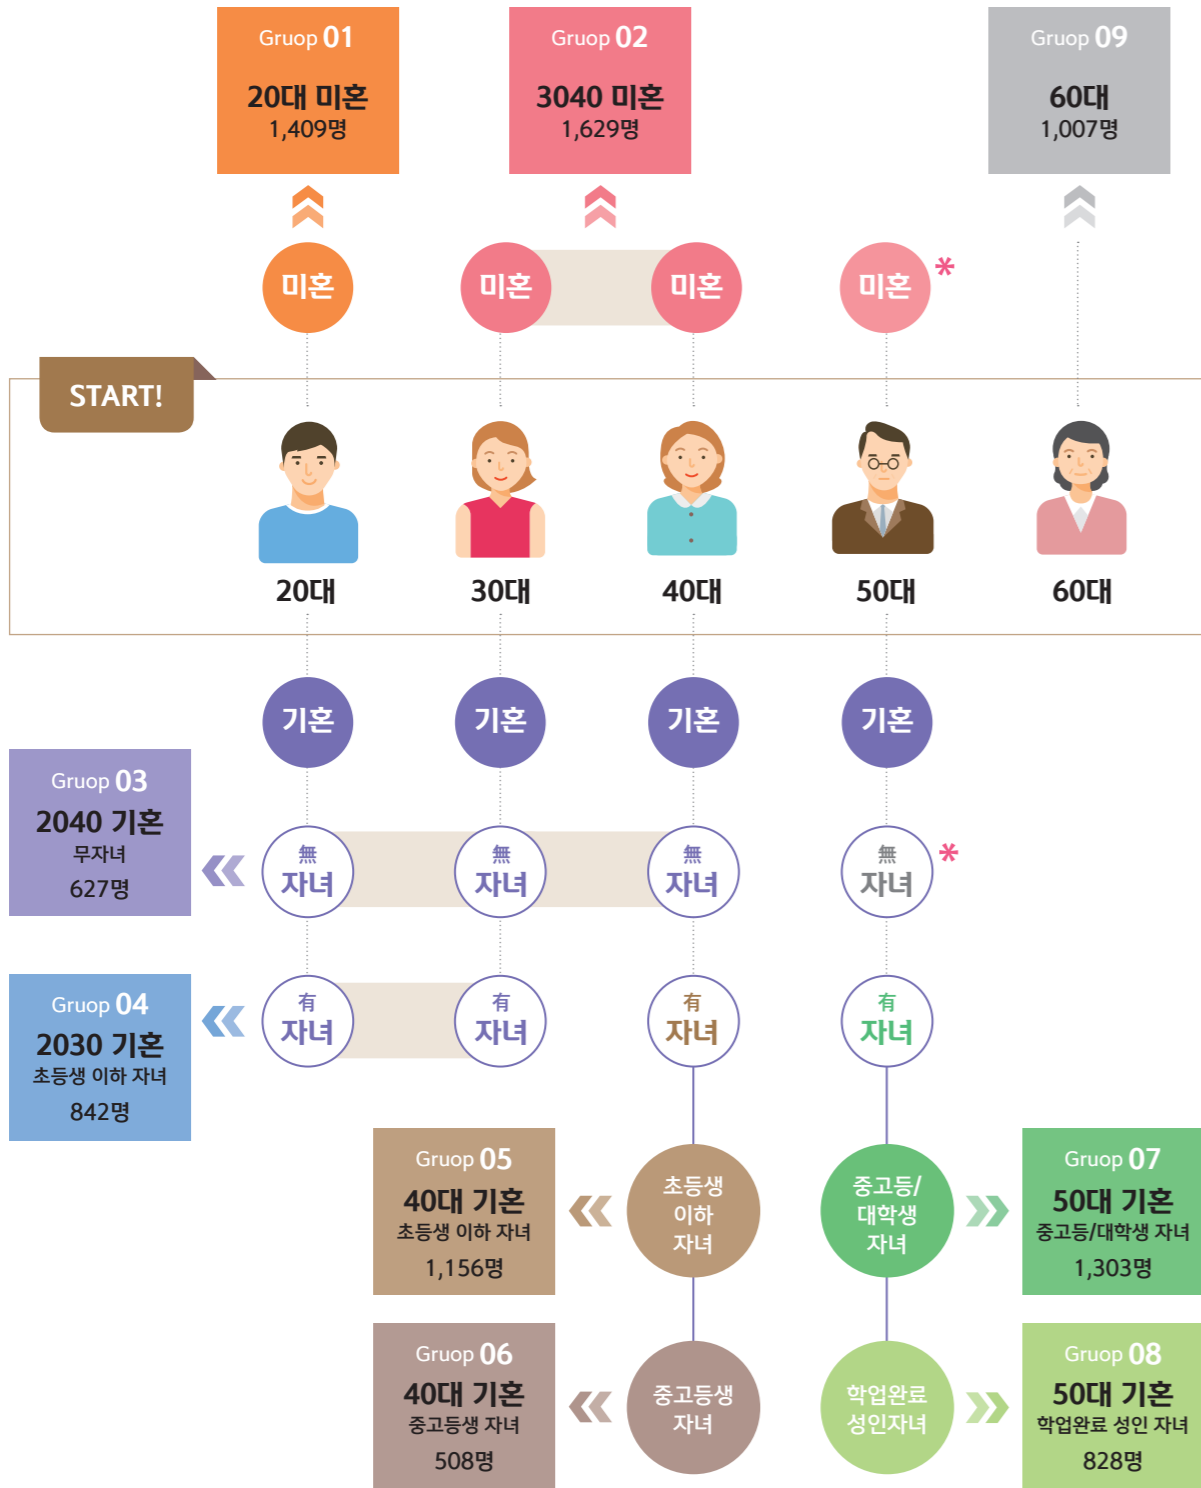 Gruop 01
20대 미혼
1,409명
Gruop 02
3040 미혼
1,629명
Gruop 09
60대
1,007명
미혼
미혼
미혼
미혼 *
START!
20대
30대
40대
50대
60대
기혼
기혼
기혼
기혼
Gruop 03
2040 기혼
무자녀
627명
無
자녀
無
자녀
無
자녀
無
자녀 *
Gruop 04
2030 기혼
초등생 이하 자녀
842명
有
자녀
有
자녀
有
자녀
有
자녀
Gruop 05
40대 기혼
초등생 이하 자녀
1,156명
초등생
이하
자녀
중고등/
대학생
자녀
Gruop 07
50대 기혼
중고등/대학생 자녀
1,303명
Gruop 06
40대 기혼
중고등생 자녀
508명
중고등생
자녀
학업완료
성인자녀
Gruop 08
50대 기혼
학업완료 성인 자녀
828명